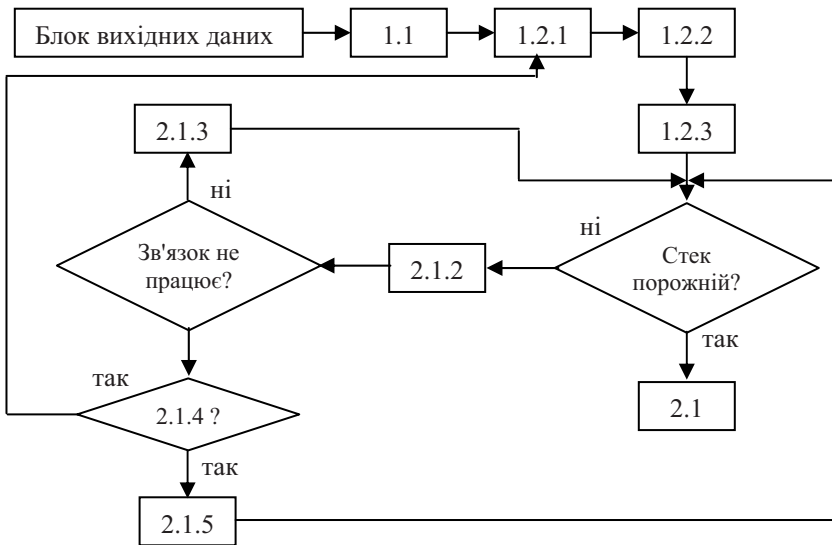 Блок вихідних даних
1.1
1.2.1
1.2.2
2.1.3
1.2.3
ні
ні
Зв'язок не
працює?
2.1.2
Стек
порожній?
так
так
2.1.4 ?
2.1
так
2.1.5